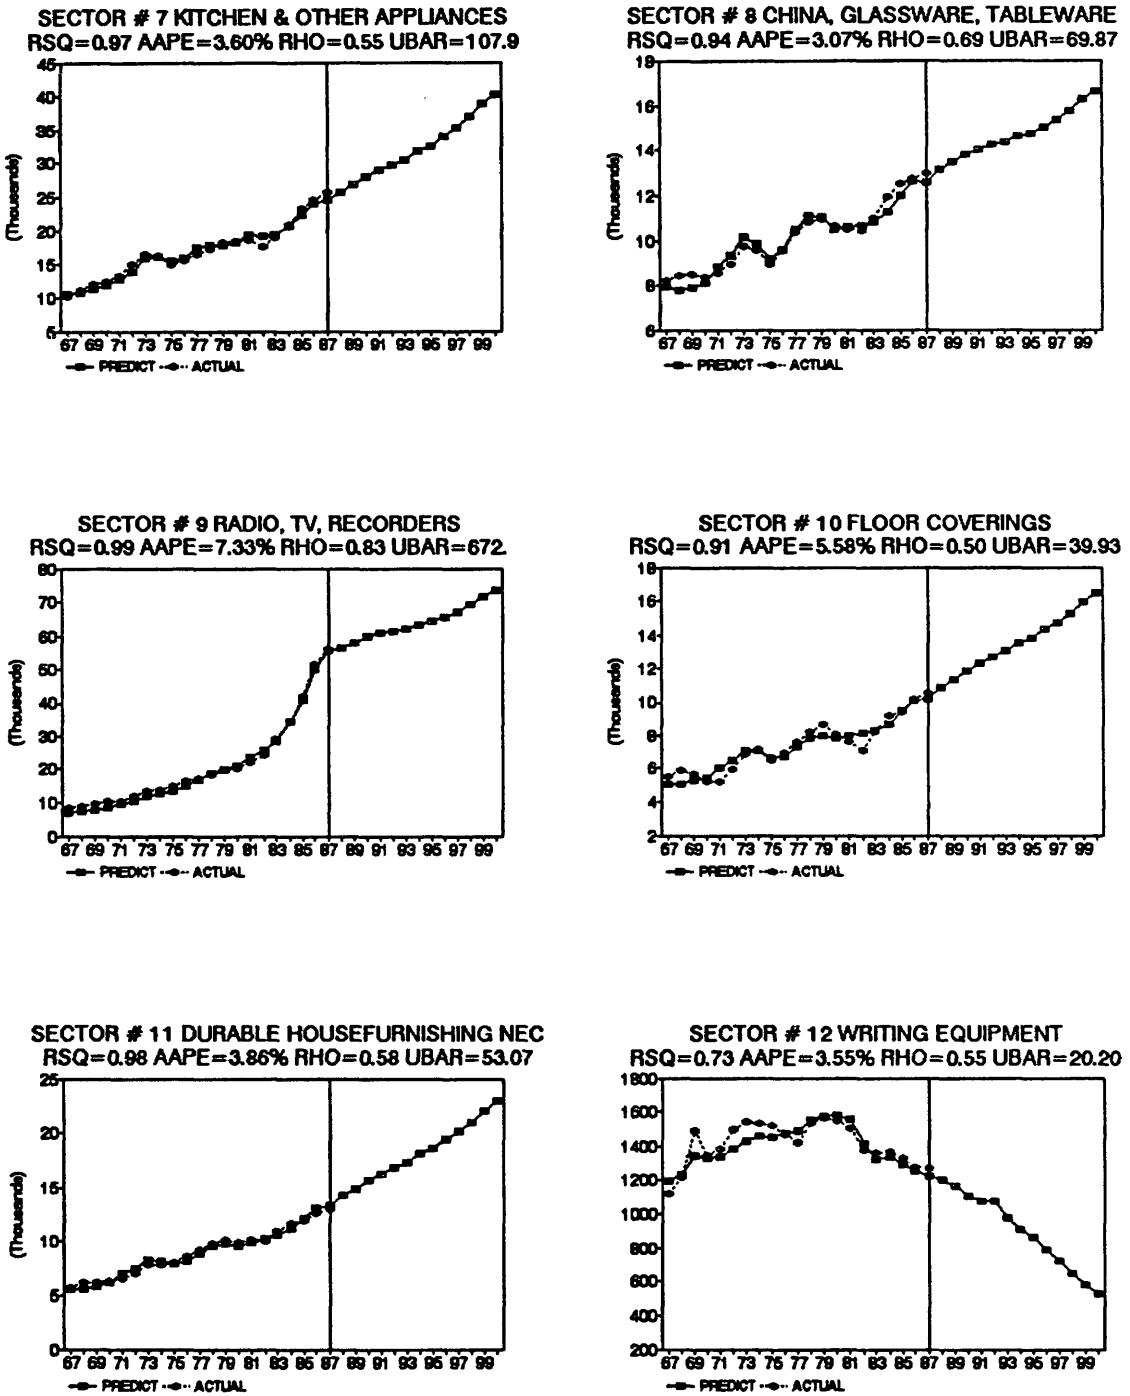 SECTOR # 7 KITCHEN & OTHER APPLIANCES
RSQ=0.97 AAPE=3.60% RHO=0.55 UBAR=107.9
45
40
35
30
25
20
15
10
5
(Thousands)
67 69 71 73 75 77 79 81 83 85 87 89 91 93 95 97 99
PREDICT ACTUAL
SECTOR # 8 CHINA, GLASSWARE, TABLEWARE
RSQ=0.94 AAPE=3.07% RHO=0.69 UBAR=69.87
18
16
14
12
10
8
6
(Thousands)
67 69 71 73 75 77 79 81 83 85 87 89 91 93 95 97 99
PREDICT ACTUAL
SECTOR # 9 RADIO, TV, RECORDERS
RSQ=0.99 AAPE=7.33% RHO=0.83 UBAR=672.
80
70
60
50
40
30
20
10
0
(Thousands)
67 69 71 73 75 77 79 81 83 85 87 89 91 93 95 97 99
PREDICT ACTUAL
SECTOR # 10 FLOOR COVERINGS
RSQ=0.91 AAPE=5.58% RHO=0.50 UBAR=39.93
18
16
14
12
10
8
6
4
2
(Thousands)
67 69 71 73 75 77 79 81 83 85 87 89 91 93 95 97 99
PREDICT ACTUAL
SECTOR # 11 DURABLE HOUSEFURNISHING NEC
RSQ=0.98 AAPE=3.86% RHO=0.58 UBAR=53.07
25
20
15
10
5
0
(Thousands)
67 69 71 73 75 77 79 81 83 85 87 89 91 93 95 97 99
PREDICT ACTUAL
SECTOR # 12 WRITING EQUIPMENT
RSQ=0.73 AAPE=3.55% RHO=0.55 UBAR=20.20
1800
1600
1400
1200
1000
800
600
400
200
67 69 71 73 75 77 79 81 83 85 87 89 91 93 95 97 99
PREDICT ACTUAL